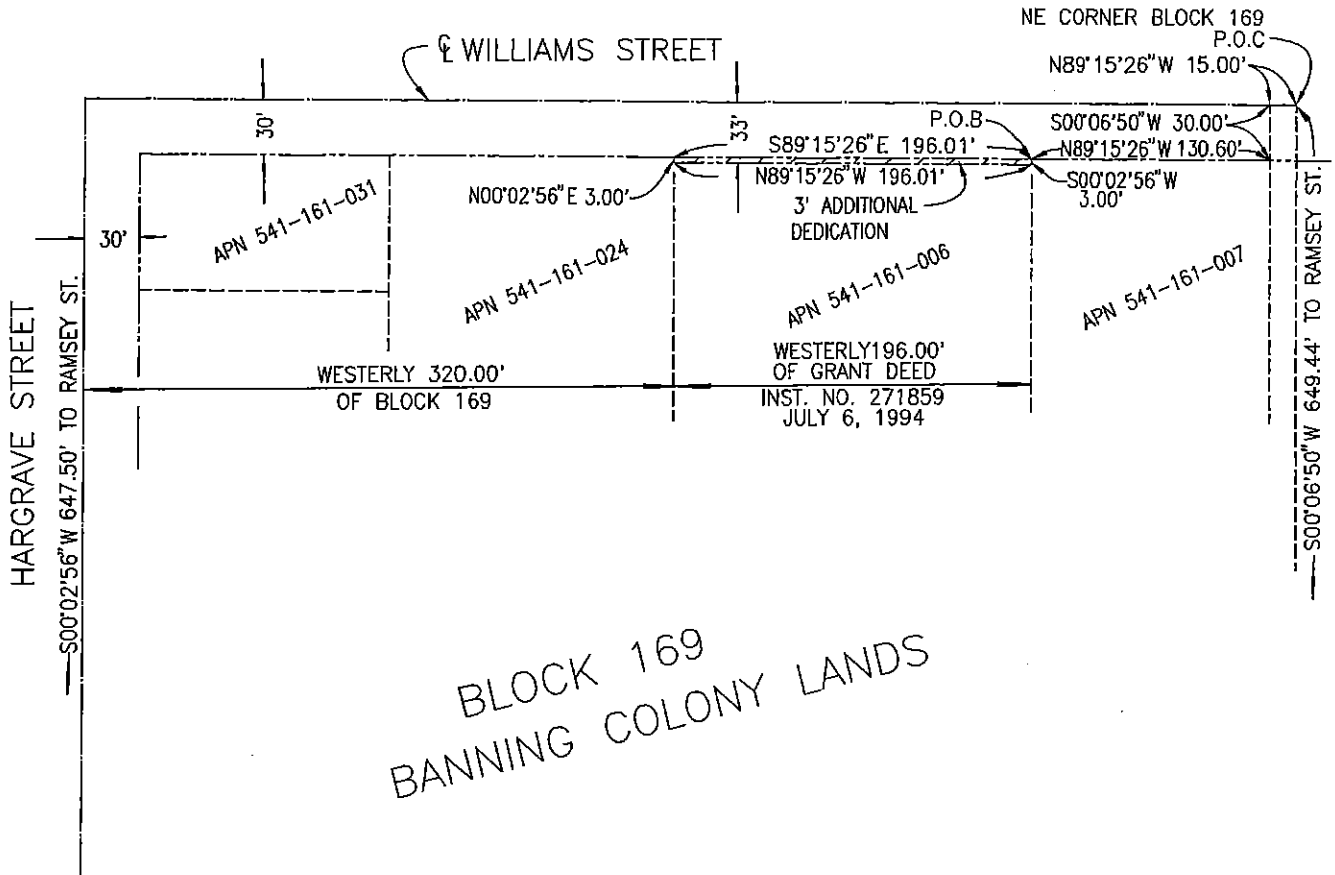 NE CORNER BLOCK 169
P.O.C
℄ WILLIAMS STREET
N89°15'26"W 15.00'
30'
33'
P.O.B
S00°06'50"W 30.00'
S89°15'26"E 196.01'
N89°15'26"W 130.60'
N89°15'26"W 196.01'
N00°02'56"E 3.00'
S00°02'56"W
3.00'
3' ADDITIONAL
DEDICATION
30'
APN 541-161-031
APN 541-161-024
APN 541-161-006
APN 541-161-007
HARGRAVE STREET
S00°02'56"W 647.50' TO RAMSEY ST.
S00°06'50"W 649.44' TO RAMSEY ST.
WESTERLY 320.00'
OF BLOCK 169
WESTERLY196.00'
OF GRANT DEED
INST. NO. 271859
JULY 6, 1994
BLOCK 169
BANNING COLONY LANDS